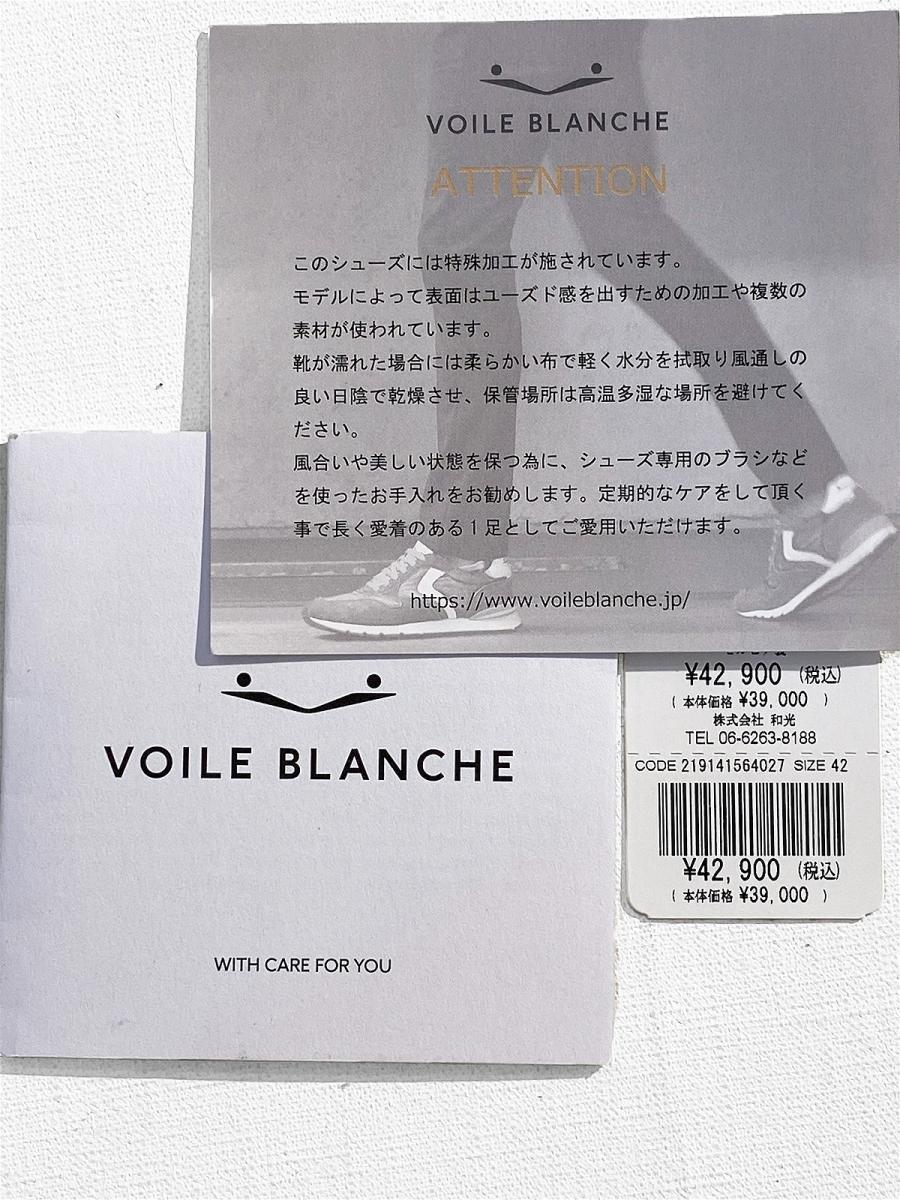 VOILE BLANCHE
ATTENTION
このシューズには特殊加工が施されています。
モデルによって表面はユーズド感を出すための加工や複数の
素材が使われています。
靴が濡れた場合には柔らかい布で軽く水分を拭取り風通しの
良い日陰で乾燥させ、保管場所は高温多湿な場所を避けてく
ださい。
風合いや美しい状態を保つ為に、シューズ専用のブラシなど
を使ったお手入れをお勧めします。定期的なケアをして頂く
事で長く愛着のある1足としてご愛用いただけます。
https://www.voileblanche.jp/
VOILE BLANCHE
WITH CARE FOR YOU
¥42,900 (税込)
(本体価格 ¥39,000 )
株式会社 和光
TEL 06-6263-8188
CODE 219141564027 SIZE 42
¥42,900 (税込)
(本体価格 ¥39,000 )